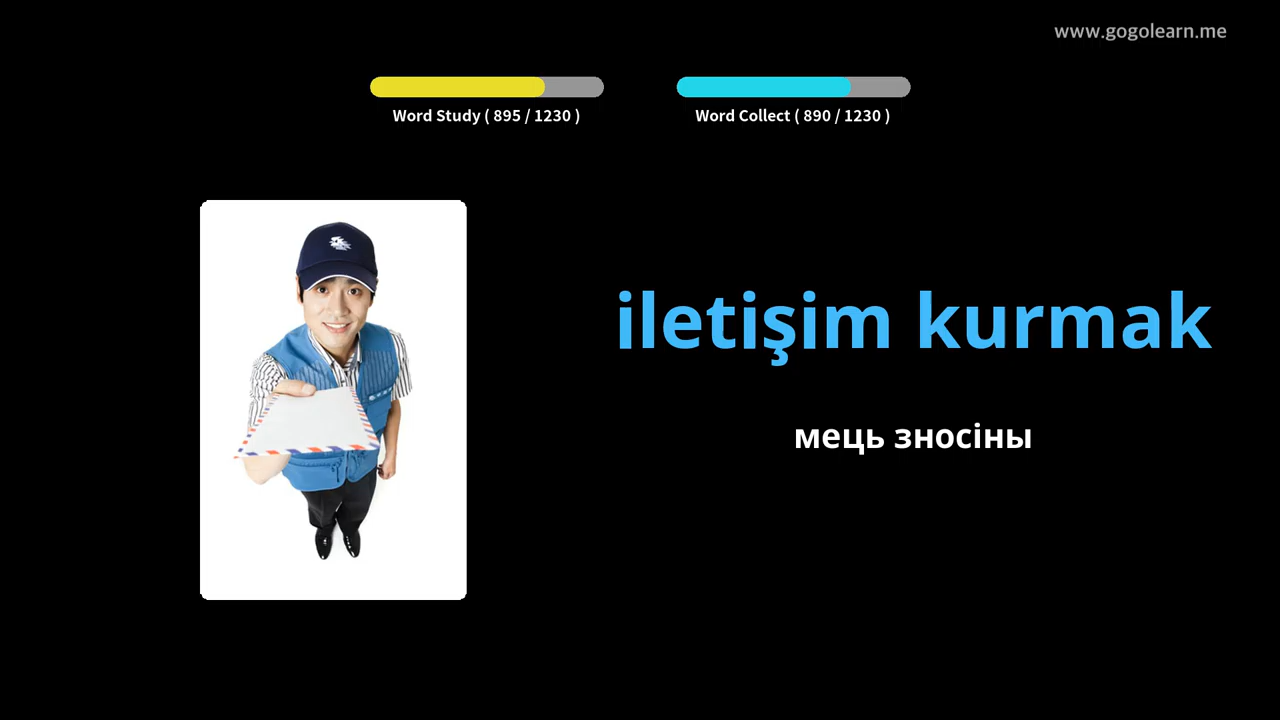 www.gogolearn.me
Word Study ( 895 / 1230 )
Word Collect ( 890 / 1230 )
iletişim kurmak
мець зносіны